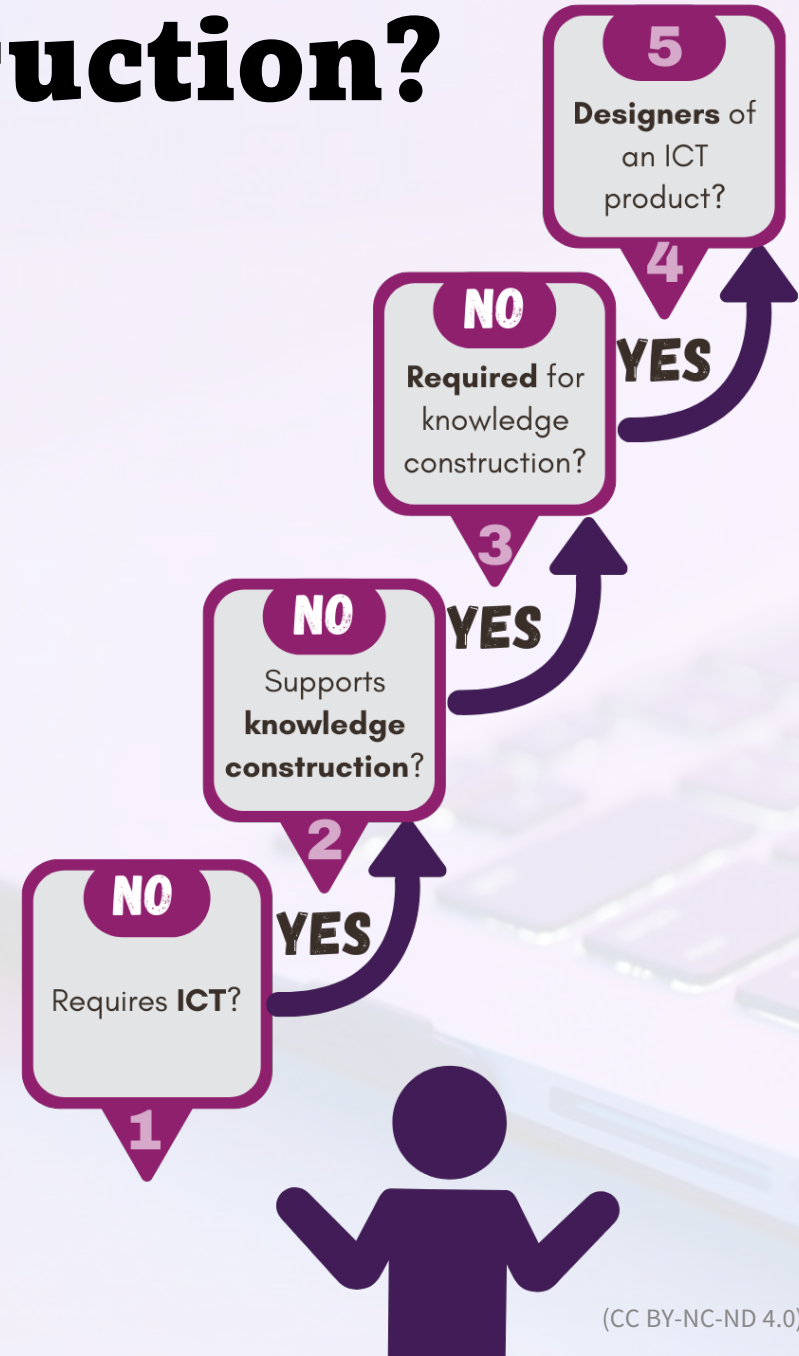 uction?
5
Designers of
an ICT
product?
4
NO
YES
Required for
knowledge
construction?
3
NO
YES
Supports
knowledge
construction?
2
NO
YES
Requires ICT?
1
(CC BY-NC-ND 4.0)